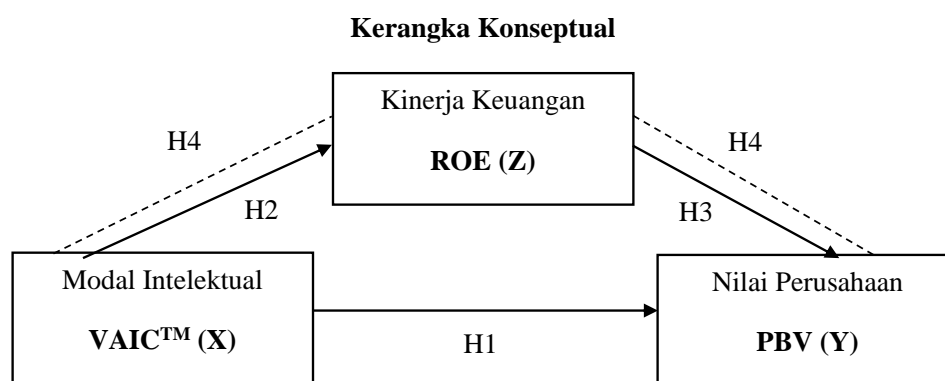 Kerangka Konseptual
Kinerja Keuangan
ROE (Z)
H4
H4
H2
H3
Modal Intelektual
VAIC™ (X)
H1
Nilai Perusahaan
PBV (Y)